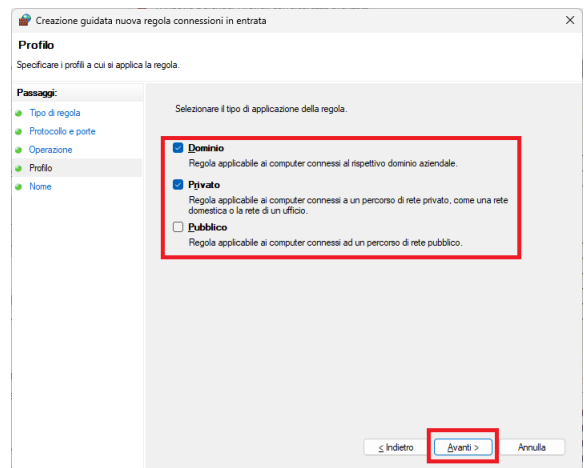 Creazione guidata nuova regola connessioni in entrata
Profilo
Specificare i profili a cui si applica la regola.
Passaggi:
Tipo di regola
Protocollo e porte
Operazione
Profilo
Nome
Selezionare il tipo di applicazione della regola.
Dominio
Regola applicabile ai computer connessi al rispettivo dominio aziendale.
Privato
Regola applicabile ai computer connessi a un percorso di rete privato, come una rete
domestica o la rete di un ufficio.
Pubblico
Regola applicabile ai computer connessi ad un percorso di rete pubblico.
< Indietro
Avanti >
Annulla